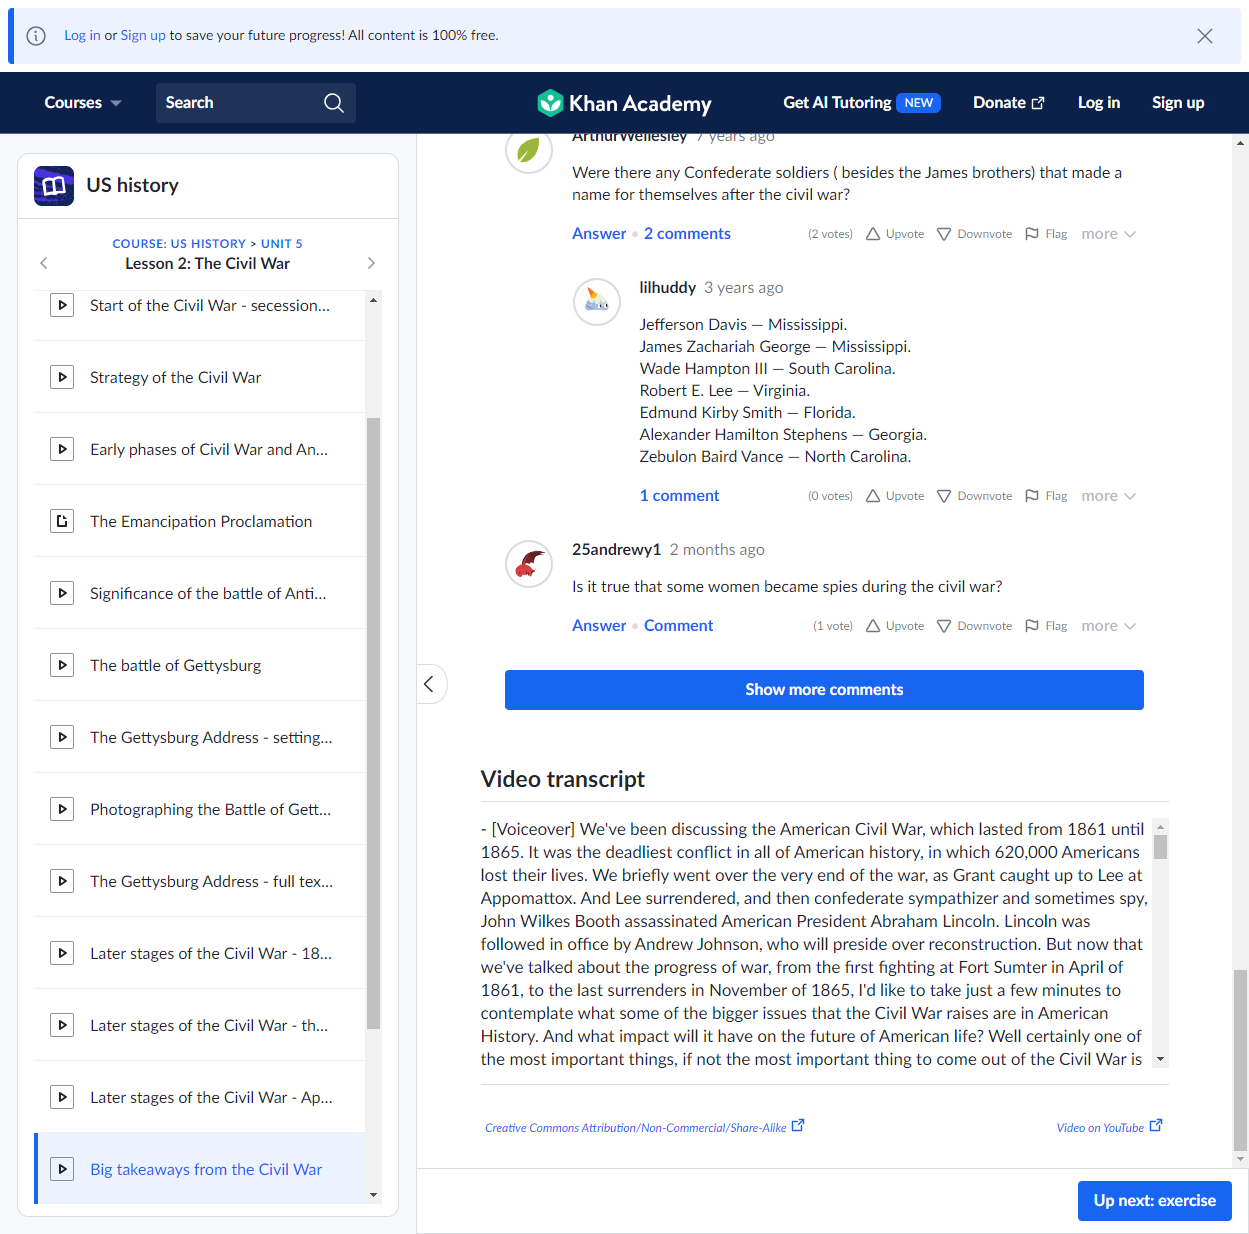 Log in or Sign up to save your future progress! All content is 100% free.
Courses
Search
Khan Academy
Get AI Tutoring NEW
Donate
Log in
Sign up
US history
COURSE: US HISTORY > UNIT 5
Lesson 2: The Civil War
Start of the Civil War - secession...
Strategy of the Civil War
Early phases of Civil War and An...
The Emancipation Proclamation
Significance of the battle of Anti...
The battle of Gettysburg
The Gettysburg Address - setting...
Photographing the Battle of Gett...
The Gettysburg Address - full tex...
Later stages of the Civil War - 18...
Later stages of the Civil War - th...
Later stages of the Civil War - Ap...
Big takeaways from the Civil War
ArthurWellesley 7 years ago
Were there any Confederate soldiers ( besides the James brothers) that made a
name for themselves after the civil war?
Answer • 2 comments (2 votes) Upvote Downvote Flag more
lilhuddy 3 years ago
Jefferson Davis — Mississippi.
James Zachariah George — Mississippi.
Wade Hampton III — South Carolina.
Robert E. Lee — Virginia.
Edmund Kirby Smith — Florida.
Alexander Hamilton Stephens — Georgia.
Zebulon Baird Vance — North Carolina.
1 comment (0 votes) Upvote Downvote Flag more
25andrewy1 2 months ago
Is it true that some women became spies during the civil war?
Answer • Comment (1 vote) Upvote Downvote Flag more
Show more comments
Video transcript
- [Voiceover] We've been discussing the American Civil War, which lasted from 1861 until
1865. It was the deadliest conflict in all of American history, in which 620,000 Americans
lost their lives. We briefly went over the very end of the war, as Grant caught up to Lee at
Appomattox. And Lee surrendered, and then confederate sympathizer and sometimes spy,
John Wilkes Booth assassinated American President Abraham Lincoln. Lincoln was
followed in office by Andrew Johnson, who will preside over reconstruction. But now that
we've talked about the progress of war, from the first fighting at Fort Sumter in April of
1861, to the last surrenders in November of 1865, I'd like to take just a few minutes to
contemplate what some of the bigger issues that the Civil War raises are in American
History. And what impact will it have on the future of American life? Well certainly one of
the most important things, if not the most important thing to come out of the Civil War is
Creative Commons Attribution/Non-Commercial/Share-Alike
Video on YouTube
Up next: exercise